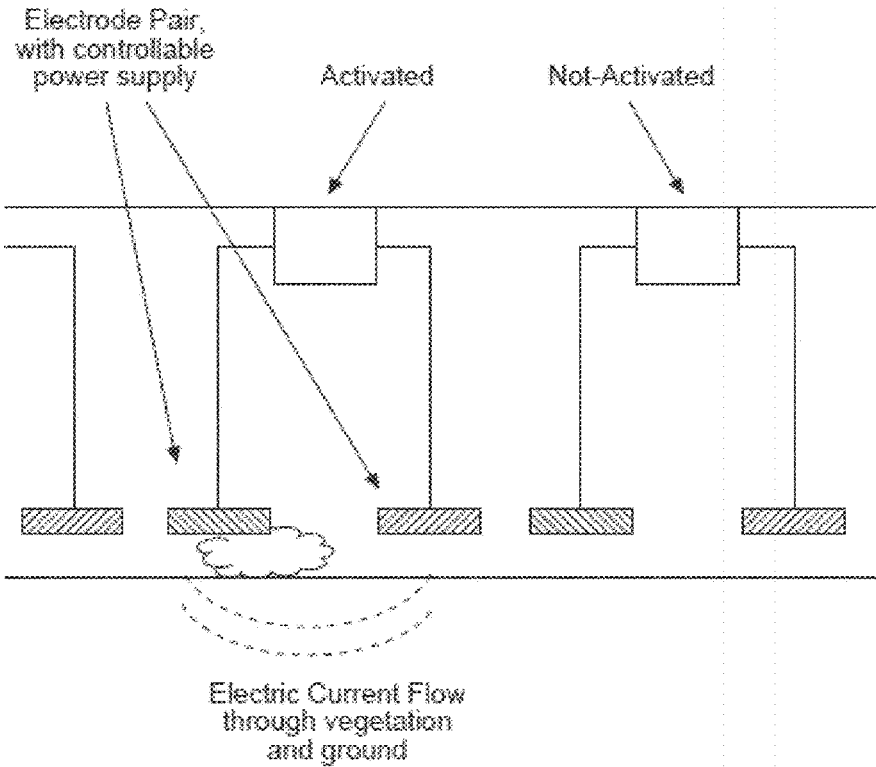 Electrode Pair,
with controllable
power supply
Activated
Not-Activated
Electric Current Flow
through vegetation
and ground